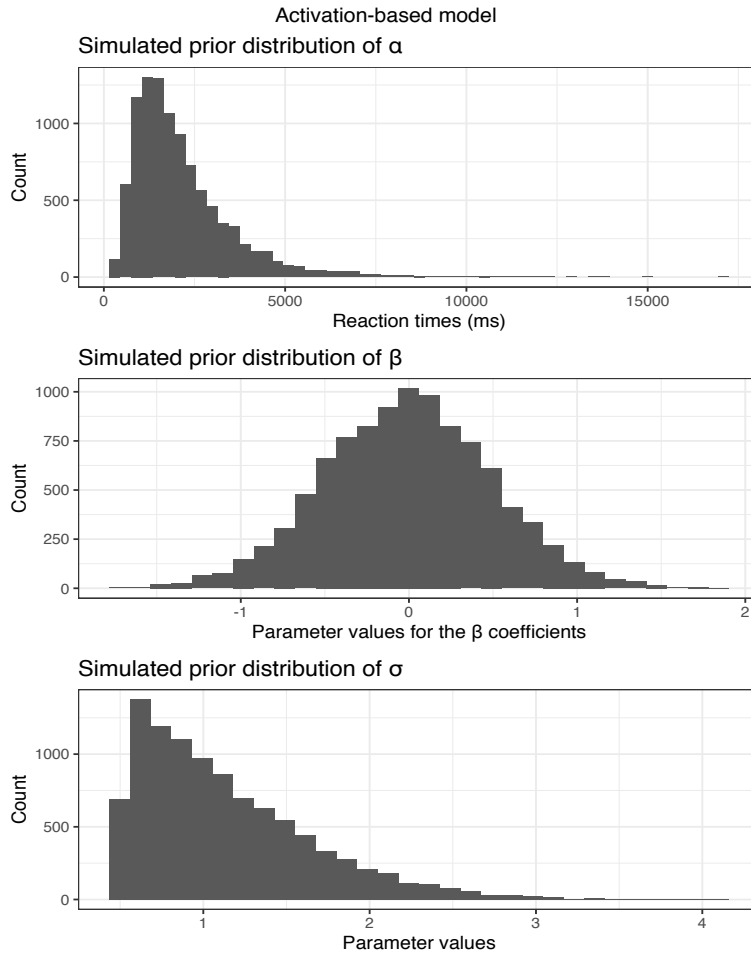 Activation-based model
Simulated prior distribution of α
Count
1000
500
0
0 5000 10000 15000
Reaction times (ms)
Simulated prior distribution of β
Count
1000
750
500
250
0
-1 0 1 2
Parameter values for the β coefficients
Simulated prior distribution of σ
Count
1000
500
0
1 2 3 4
Parameter values